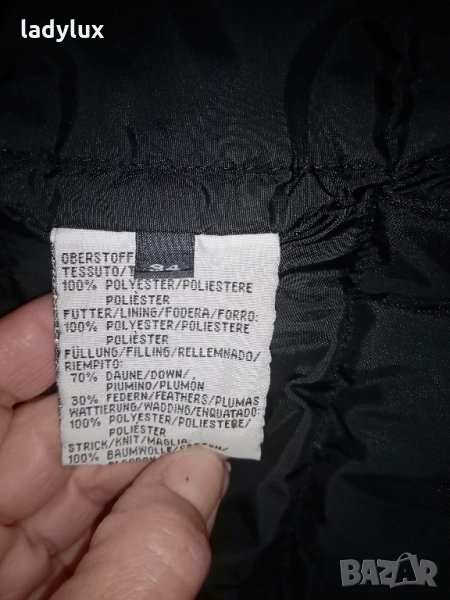 ladylux
34
OBERSTOFF
TESSUTO/
100% POLYESTER/POLIESTERE
POLIÉSTER
FUTTER/LINING/FODERA/FORRO:
100% POLYESTER/POLIESTERE
POLIÉSTER
FÜLLUNG/FILLING/RELLEMNADO/
RIEMPITO:
70% DAUNE/DOWN/
PIUMINO/PLUMÓN
30% FEDERN/FEATHERS/PLUMAS
WATTIERUNG/WADDING/ENQUATADO:
100% POLYESTER/POLIESTERE/
POLIÉSTER
STRICK/KNIT/MAGLIA
100% BAUMWOLLE/
BAZAR